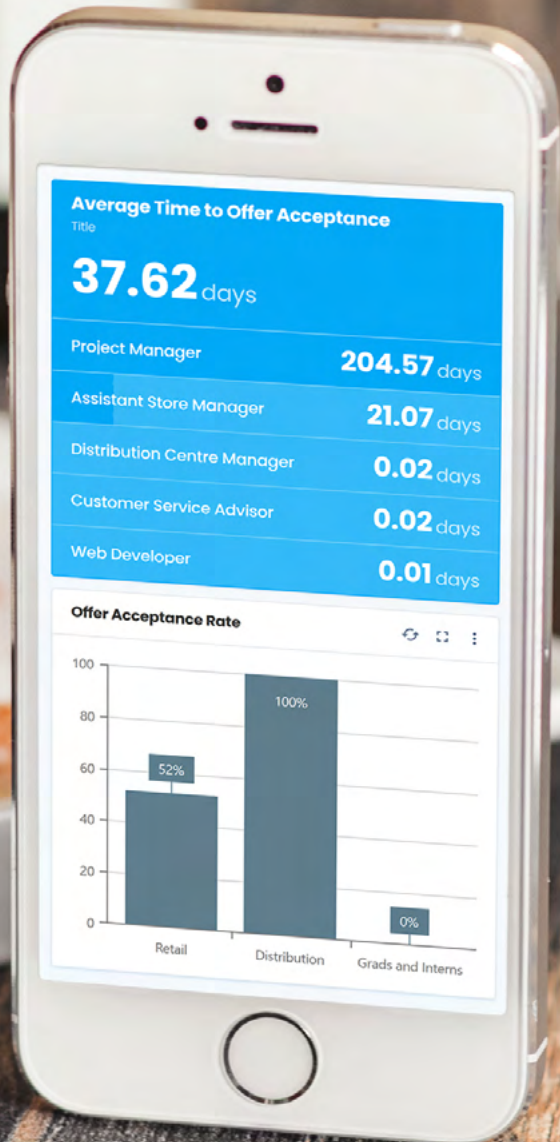 Average Time to Offer Acceptance
Title
37.62 days
Project Manager 204.57 days
Assistant Store Manager 21.07 days
Distribution Centre Manager 0.02 days
Customer Service Advisor 0.02 days
Web Developer 0.01 days
Offer Acceptance Rate
100
80
60
40
20
0
52%
100%
0%
Retail Distribution Grads and Interns